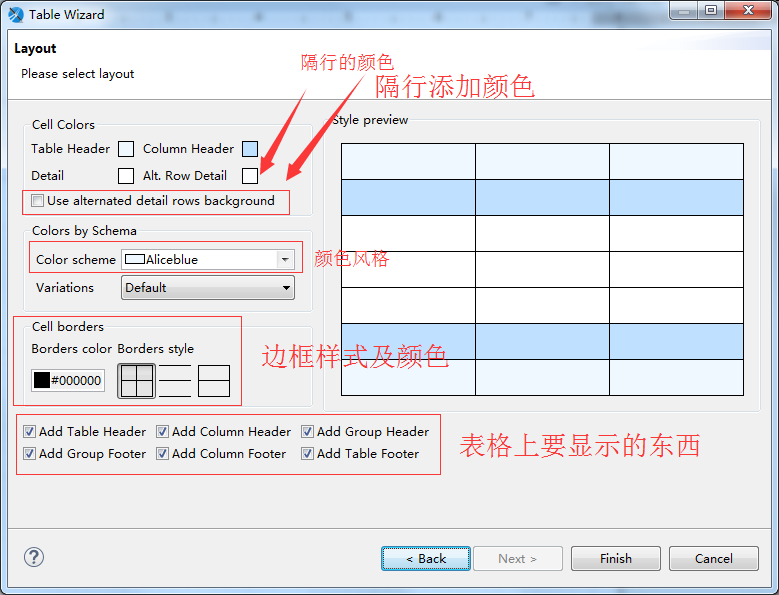 Table Wizard
Layout
Please select layout
隔行的颜色
隔行添加颜色
Cell Colors
Style preview
Table Header Column Header
Detail Alt. Row Detail
Use alternated detail rows background
Colors by Schema
Color scheme Aliceblue
颜色风格
Variations Default
Cell borders
Borders color Borders style
边框样式及颜色
#000000
Add Table Header Add Column Header Add Group Header
表格上要显示的东西
Add Group Footer Add Column Footer Add Table Footer
?
< Back Next > Finish Cancel